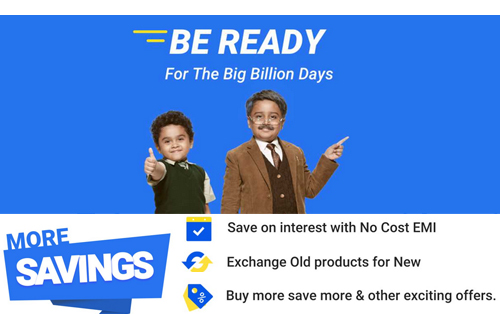 BE READY
For The Big Billion Days
MORE
SAVINGS
Save on interest with No Cost EMI
Exchange Old products for New
Buy more save more & other exciting offers.